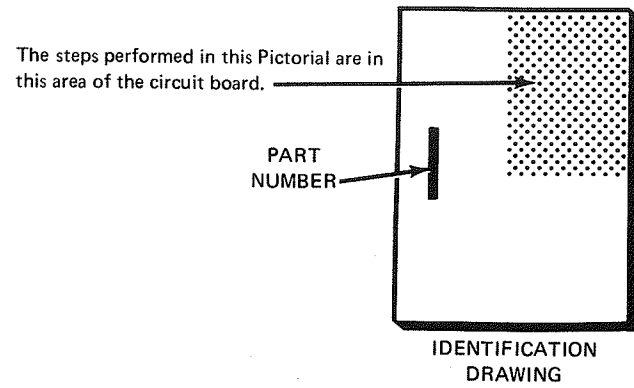 The steps performed in this Pictorial are in
this area of the circuit board.
PART
NUMBER
IDENTIFICATION
DRAWING